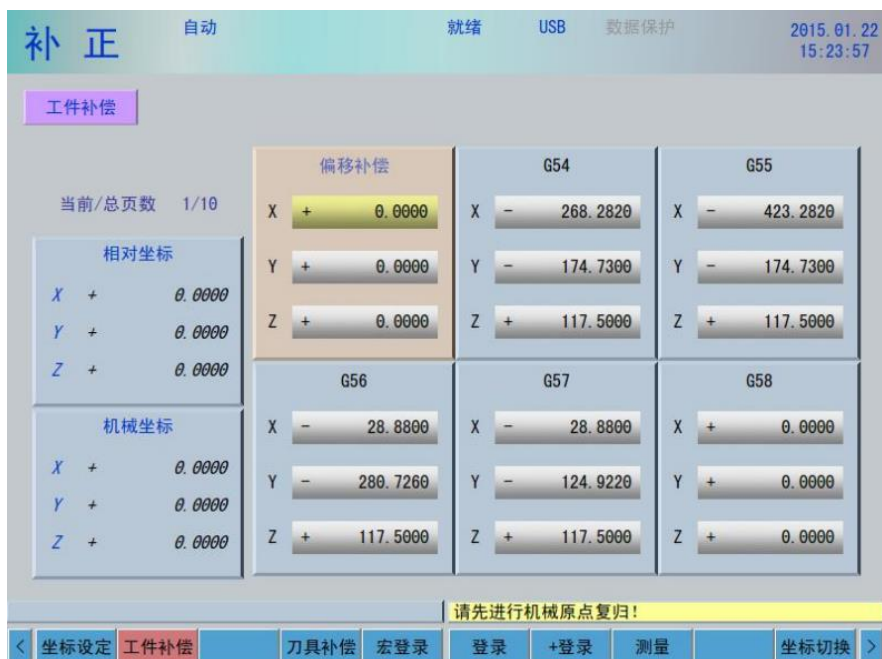 补 正
自动
就绪
USB
数据保护
2015.01.22
15:23:57
工件补偿
当前/总页数 1/10
相对坐标
X + 0.0000
Y + 0.0000
Z + 0.0000
机械坐标
X + 0.0000
Y + 0.0000
Z + 0.0000
偏移补偿
X + 0.0000
Y + 0.0000
Z + 0.0000
G54
X - 268.2820
Y - 174.7300
Z + 117.5000
G55
X - 423.2820
Y - 174.7300
Z + 117.5000
G56
X - 28.8800
Y - 280.7260
Z + 117.5000
G57
X - 28.8800
Y - 124.9220
Z + 117.5000
G58
X + 0.0000
Y + 0.0000
Z + 0.0000
请先进行机械原点复归!
< 坐标设定 工件补偿 刀具补偿 宏登录 登录 +登录 测量 坐标切换 >